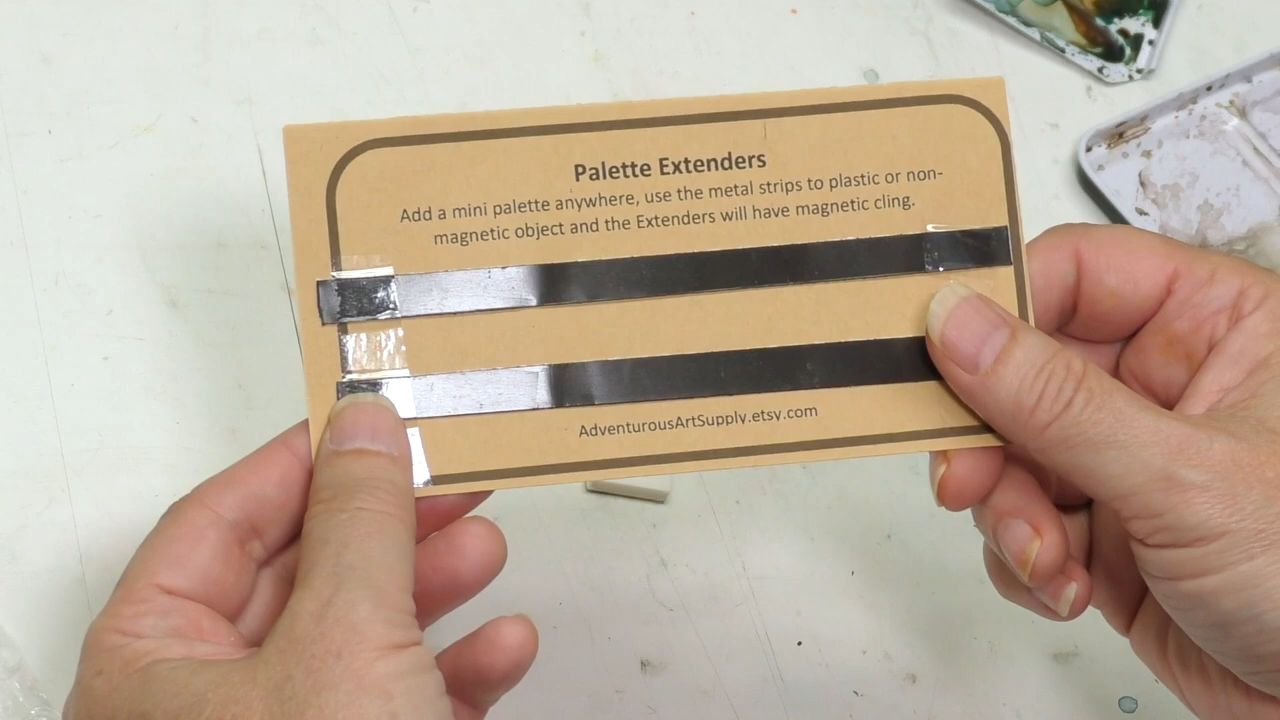 Palette Extenders
Add a mini palette anywhere, use the metal strips to plastic or non-
magnetic object and the Extenders will have magnetic cling.
AdventurousArtSupply.etsy.com